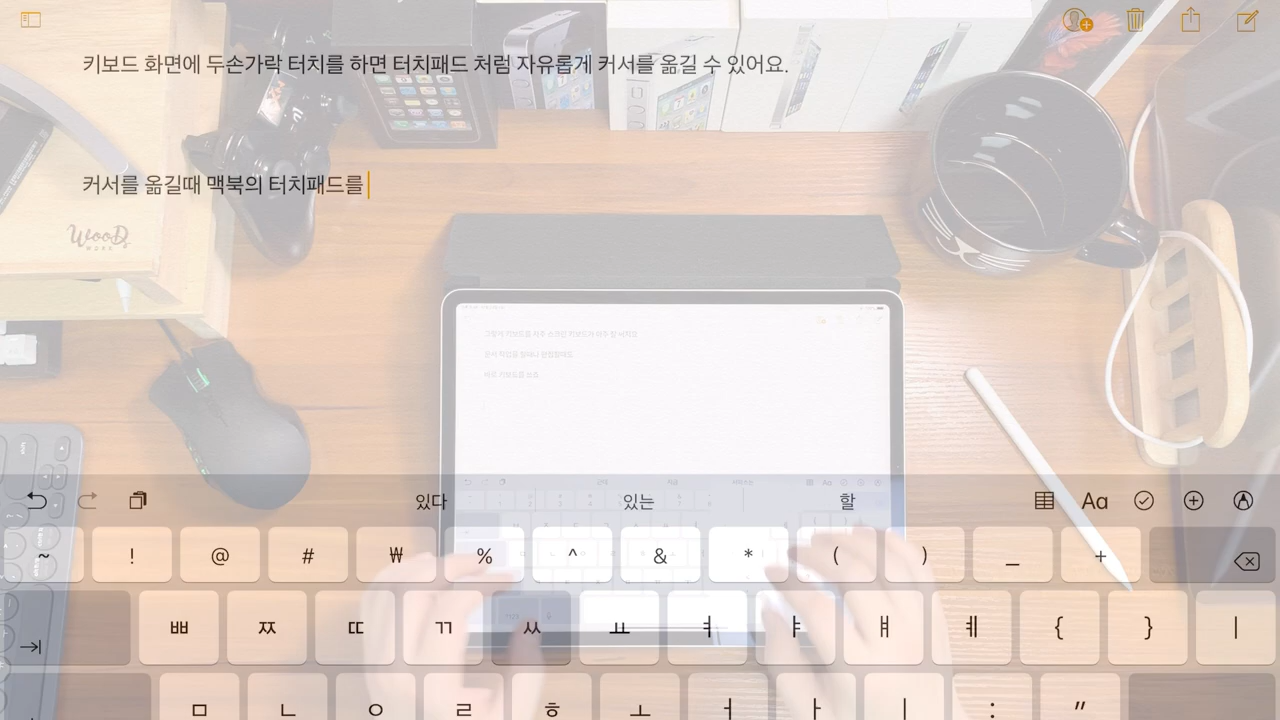 키보드 화면에 두손가락 터치를 하면 터치패드 처럼 자유롭게 커서를 옮길 수 있어요.
커서를 옮길때 맥북의 터치패드를
WooD
있다 있는 할 Aa
~ ! @ # ₩ % ^ & * ( ) _ +
ㅃ ㅉ ㄸ ㄲ ㅆ ㅛ ㅕ ㅑ ㅒ ㅖ { } |
ㅁ ㄴ ㅇ ㄹ ㅎ ㅗ ㅓ ㅏ ㅣ : "